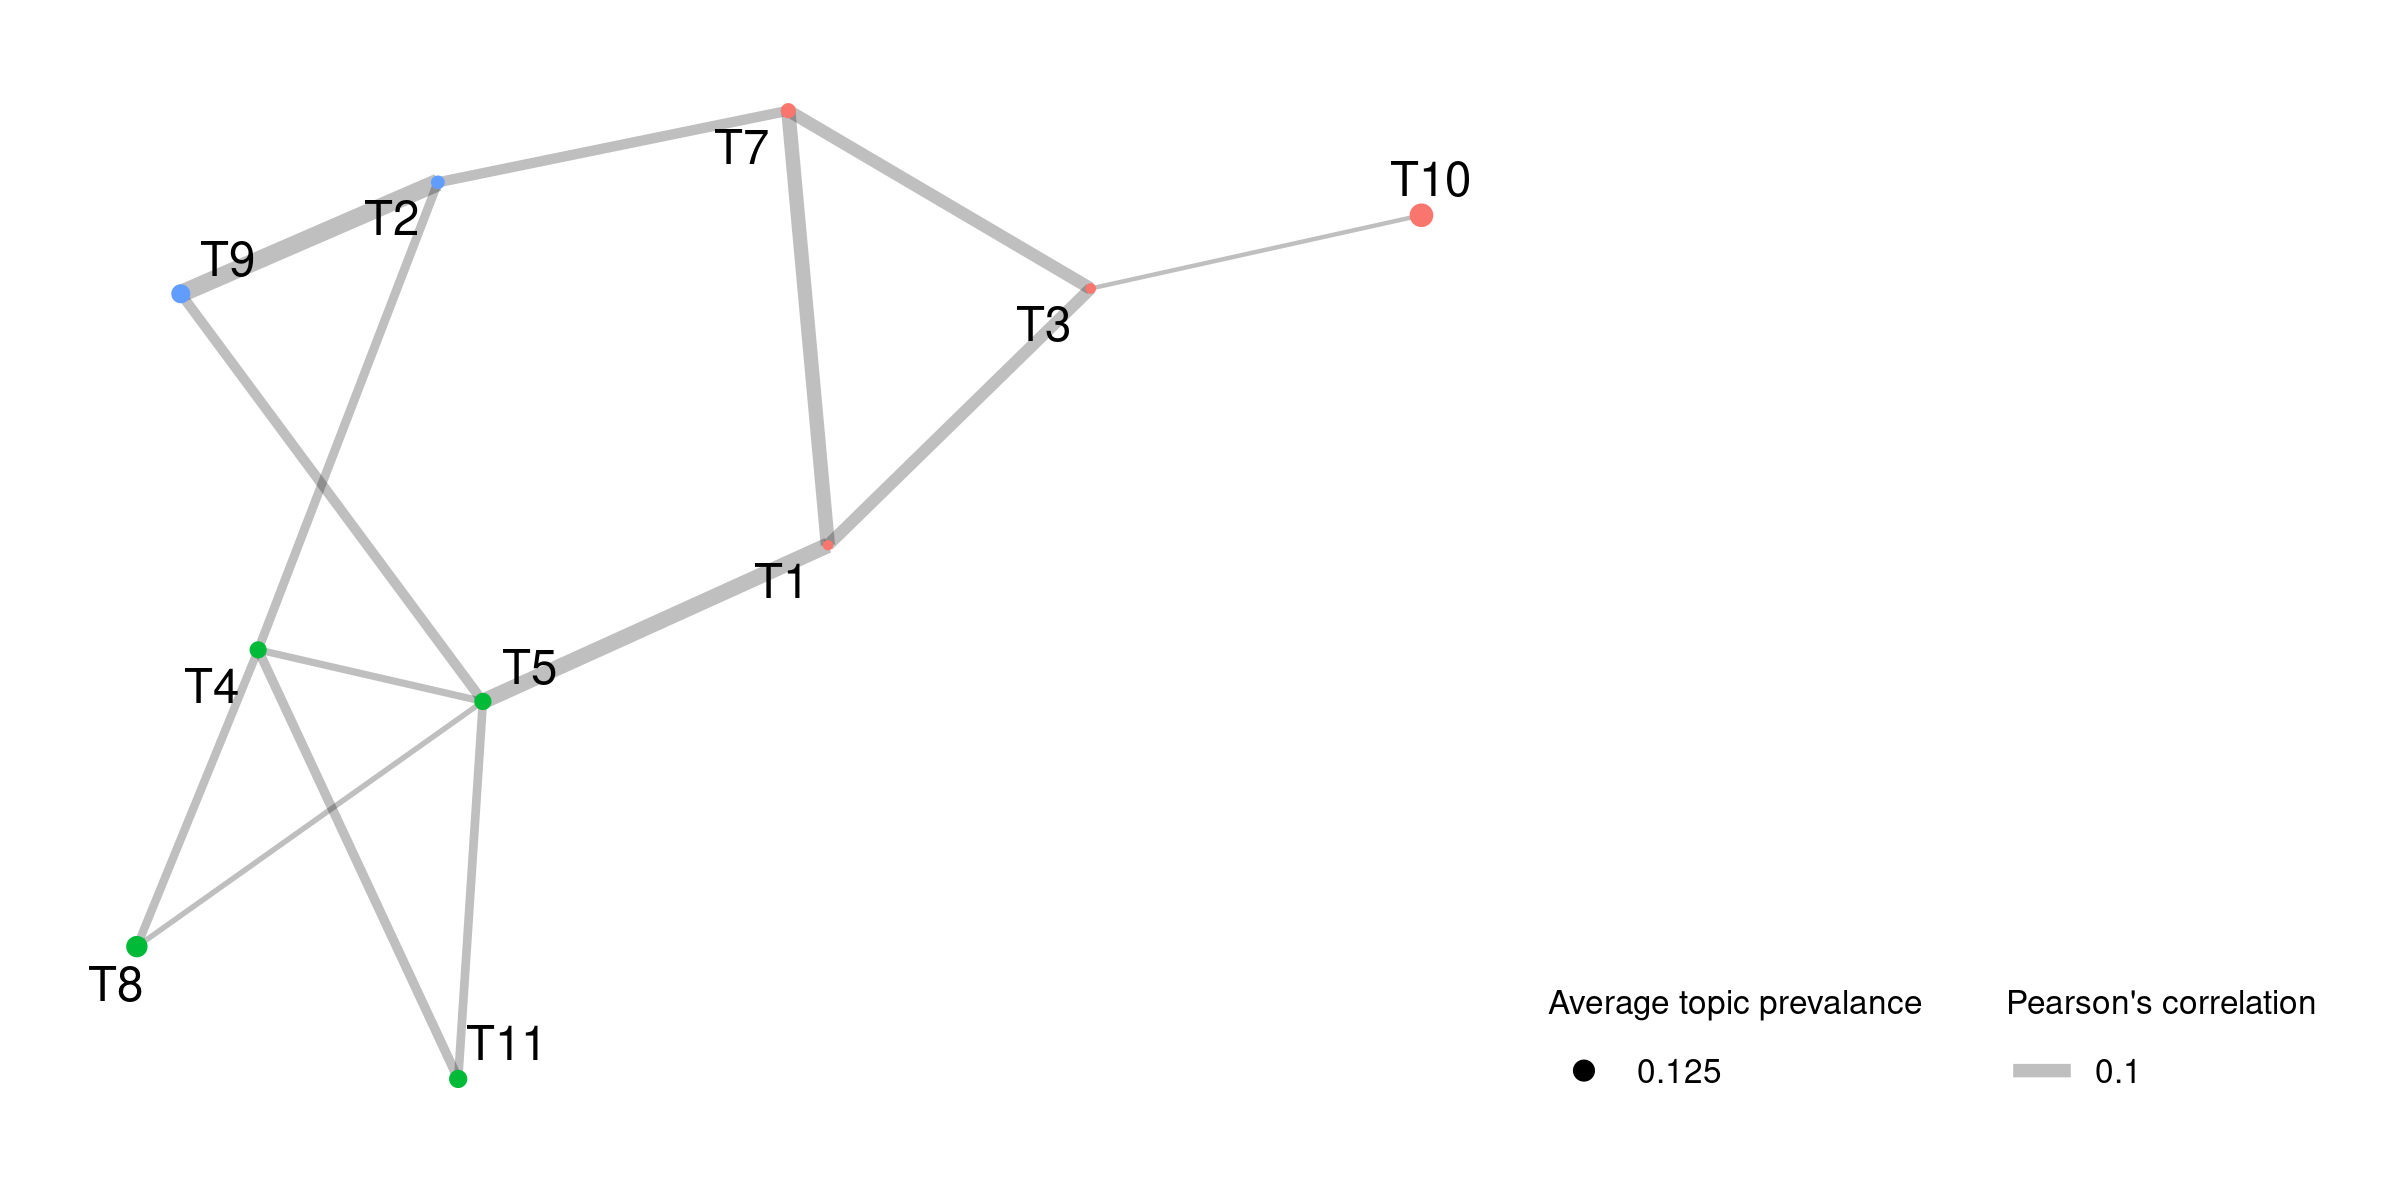 T7
T10
T2
T9
T3
T1
T5
T4
T8
T11
Average topic prevalance
0.125
Pearson's correlation
0.1